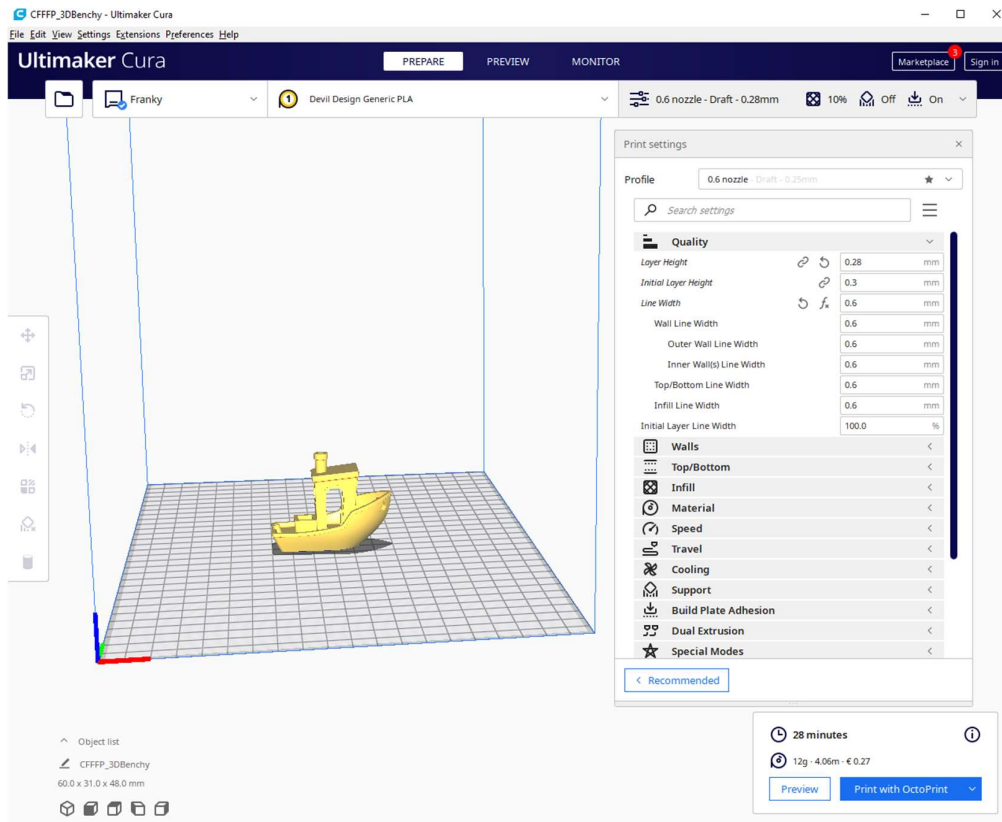 CFFFP_3DBenchy - Ultimaker Cura
File Edit View Settings Extensions Preferences Help
Ultimaker Cura
PREPARE PREVIEW MONITOR
Marketplace 3 Sign in
Franky
1 Devil Design Generic PLA
0.6 nozzle - Draft - 0.28mm 10% Off On
Print settings
Profile 0.6 nozzle - Draft - 0.25mm
Search settings
Quality
Layer Height 0.28 mm
Initial Layer Height 0.3 mm
Line Width 0.6 mm
Wall Line Width 0.6 mm
Outer Wall Line Width 0.6 mm
Inner Wall(s) Line Width 0.6 mm
Top/Bottom Line Width 0.6 mm
Infill Line Width 0.6 mm
Initial Layer Line Width 100.0 %
Walls
Top/Bottom
Infill
Material
Speed
Travel
Cooling
Support
Build Plate Adhesion
Dual Extrusion
Special Modes
Recommended
Object list
CFFFP_3DBenchy
60.0 x 31.0 x 48.0 mm
28 minutes
12g · 4.06m · € 0.27
Preview Print with OctoPrint